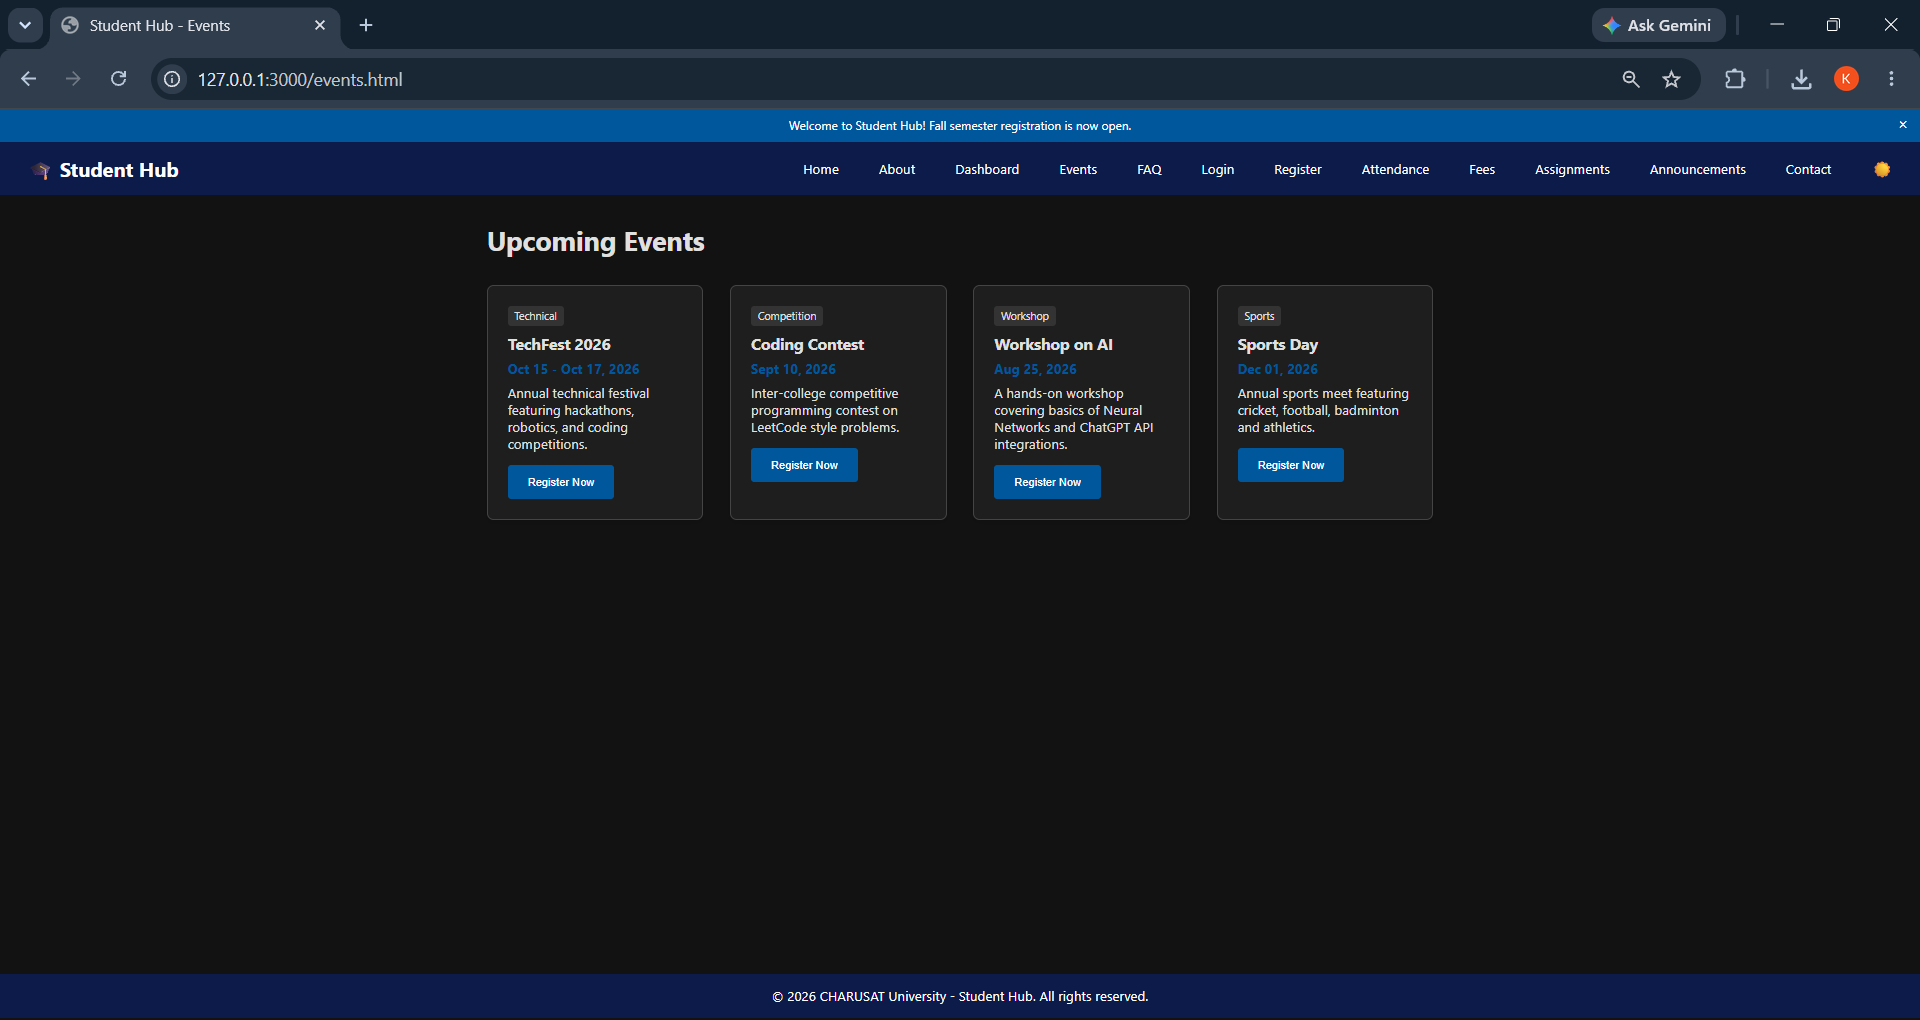 Student Hub - Events
Ask Gemini
127.0.0.1:3000/events.html
K
Welcome to Student Hub! Fall semester registration is now open.
×
Student Hub
Home
About
Dashboard
Events
FAQ
Login
Register
Attendance
Fees
Assignments
Announcements
Contact
Upcoming Events
Technical
TechFest 2026
Oct 15 - Oct 17, 2026
Annual technical festival
featuring hackathons,
robotics, and coding
competitions.
Register Now
Competition
Coding Contest
Sept 10, 2026
Inter-college competitive
programming contest on
LeetCode style problems.
Register Now
Workshop
Workshop on AI
Aug 25, 2026
A hands-on workshop
covering basics of Neural
Networks and ChatGPT API
integrations.
Register Now
Sports
Sports Day
Dec 01, 2026
Annual sports meet featuring
cricket, football, badminton
and athletics.
Register Now
© 2026 CHARUSAT University - Student Hub. All rights reserved.